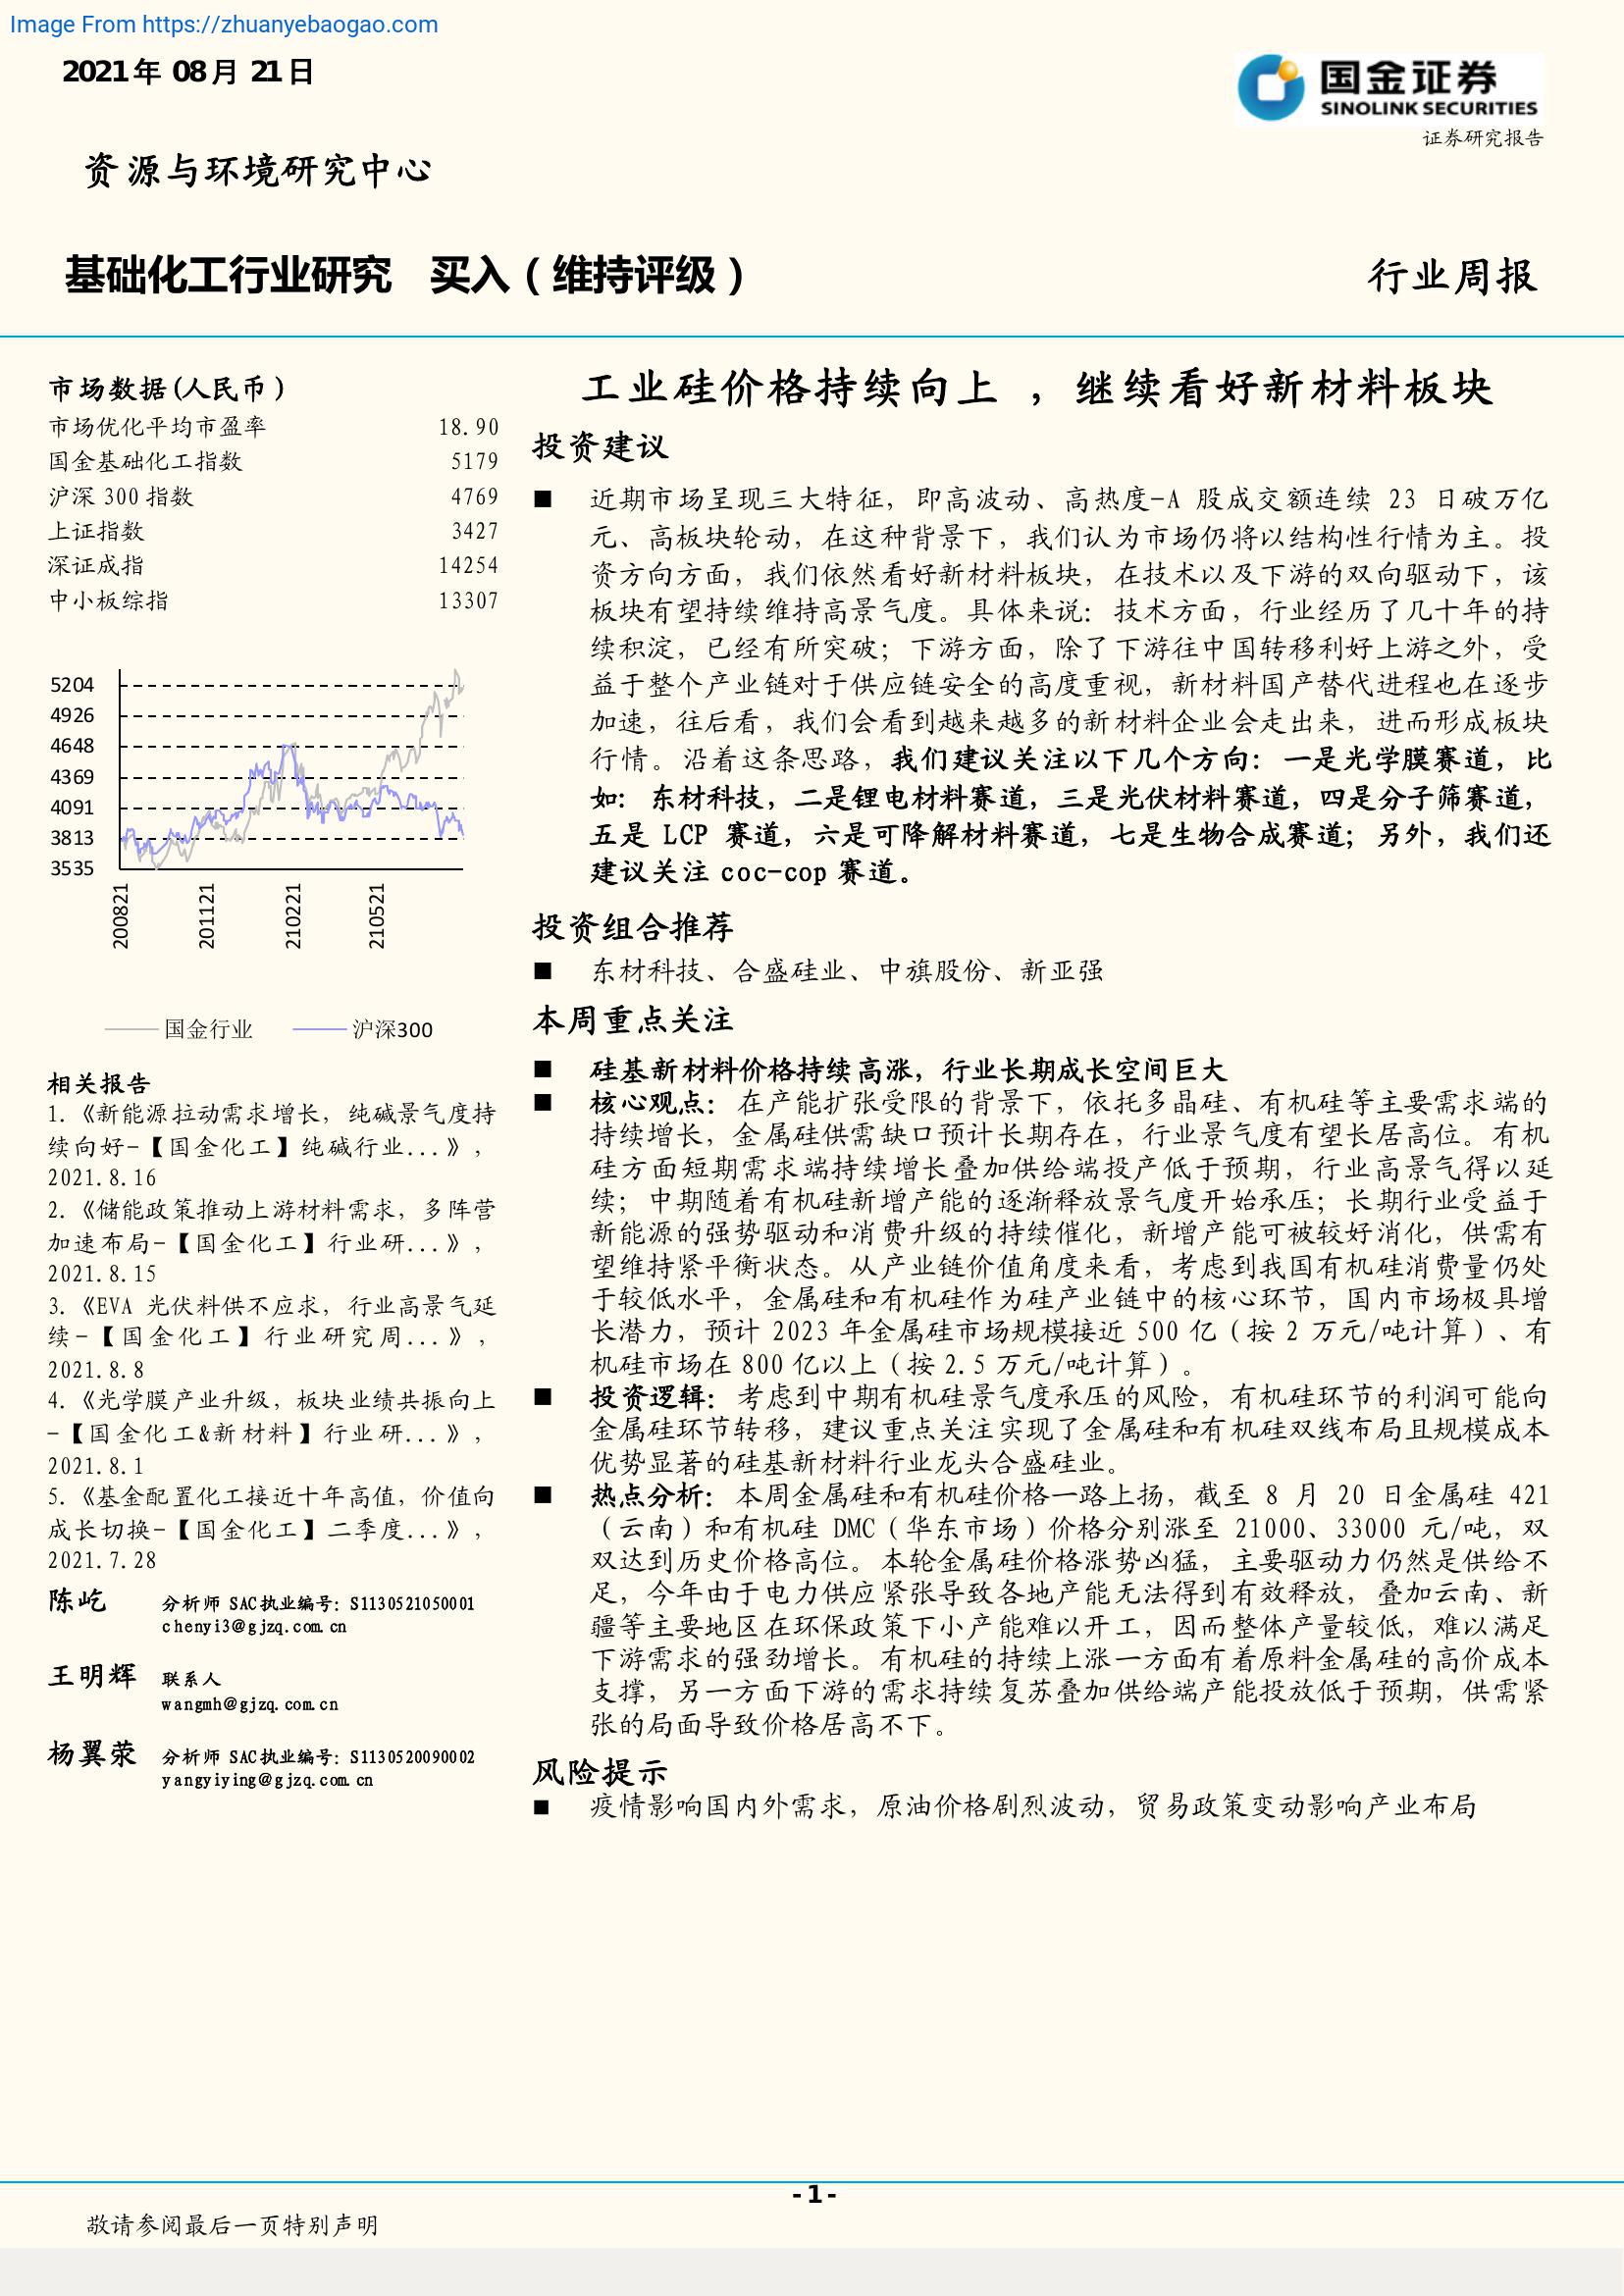 Image From https://zhuanyebaogao.com
2021年 08月 21日
国金证券
SINOLINK SECURITIES
证券研究报告
资源与环境研究中心
基础化工行业研究 买入（维持评级）
行业周报
市场数据(人民币）
市场优化平均市盈率 18.90
国金基础化工指数 5179
沪深 300 指数 4769
上证指数 3427
深证成指 14254
中小板综指 13307
5204
4926
4648
4369
4091
3813
3535
200821
201121
210221
210521
国金行业 沪深300
相关报告
1.《新能源拉动需求增长，纯碱景气度持
续向好-【国金化工】纯碱行业...》，
2021.8.16
2.《储能政策推动上游材料需求，多阵营
加速布局-【国金化工】行业研...》，
2021.8.15
3.《EVA 光伏料供不应求，行业高景气延
续-【国金化工】行业研究周...》，
2021.8.8
4.《光学膜产业升级，板块业绩共振向上
-【国金化工&新材料】行业研...》，
2021.8.1
5.《基金配置化工接近十年高值，价值向
成长切换-【国金化工】二季度...》，
2021.7.28
陈屹 分析师 SAC执业编号：S1130521050001
chenyi3@gjzq.com.cn
王明辉 联系人
wangmh@gjzq.com.cn
杨翼荥 分析师 SAC执业编号：S1130520090002
yangyiying@gjzq.com.cn
工业硅价格持续向上 ，继续看好新材料板块
投资建议
■ 近期市场呈现三大特征，即高波动、高热度-A 股成交额连续 23 日破万亿
元、高板块轮动，在这种背景下，我们认为市场仍将以结构性行情为主。投
资方向方面，我们依然看好新材料板块，在技术以及下游的双向驱动下，该
板块有望持续维持高景气度。具体来说：技术方面，行业经历了几十年的持
续积淀，已经有所突破；下游方面，除了下游往中国转移利好上游之外，受
益于整个产业链对于供应链安全的高度重视，新材料国产替代进程也在逐步
加速，往后看，我们会看到越来越多的新材料企业会走出来，进而形成板块
行情。沿着这条思路，我们建议关注以下几个方向：一是光学膜赛道，比
如：东材科技，二是锂电材料赛道，三是光伏材料赛道，四是分子筛赛道，
五是 LCP 赛道，六是可降解材料赛道，七是生物合成赛道；另外，我们还
建议关注 coc-cop 赛道。
投资组合推荐
■ 东材科技、合盛硅业、中旗股份、新亚强
本周重点关注
■ 硅基新材料价格持续高涨，行业长期成长空间巨大
■ 核心观点：在产能扩张受限的背景下，依托多晶硅、有机硅等主要需求端的
持续增长，金属硅供需缺口预计长期存在，行业景气度有望长居高位。有机
硅方面短期需求端持续增长叠加供给端投产低于预期，行业高景气得以延
续；中期随着有机硅新增产能的逐渐释放景气度开始承压；长期行业受益于
新能源的强势驱动和消费升级的持续催化，新增产能可被较好消化，供需有
望维持紧平衡状态。从产业链价值角度来看，考虑到我国有机硅消费量仍处
于较低水平，金属硅和有机硅作为硅产业链中的核心环节，国内市场极具增
长潜力，预计 2023 年金属硅市场规模接近 500 亿（按 2 万元/吨计算）、有
机硅市场在 800 亿以上（按 2.5 万元/吨计算）。
■ 投资逻辑：考虑到中期有机硅景气度承压的风险，有机硅环节的利润可能向
金属硅环节转移，建议重点关注实现了金属硅和有机硅双线布局且规模成本
优势显著的硅基新材料行业龙头合盛硅业。
■ 热点分析：本周金属硅和有机硅价格一路上扬，截至 8 月 20 日金属硅 421
（云南）和有机硅 DMC（华东市场）价格分别涨至 21000、33000 元/吨，双
双达到历史价格高位。本轮金属硅价格涨势凶猛，主要驱动力仍然是供给不
足，今年由于电力供应紧张导致各地产能无法得到有效释放，叠加云南、新
疆等主要地区在环保政策下小产能难以开工，因而整体产量较低，难以满足
下游需求的强劲增长。有机硅的持续上涨一方面有着原料金属硅的高价成本
支撑，另一方面下游的需求持续复苏叠加供给端产能投放低于预期，供需紧
张的局面导致价格居高不下。
风险提示
■ 疫情影响国内外需求，原油价格剧烈波动，贸易政策变动影响产业布局
- 1 -
敬请参阅最后一页特别声明